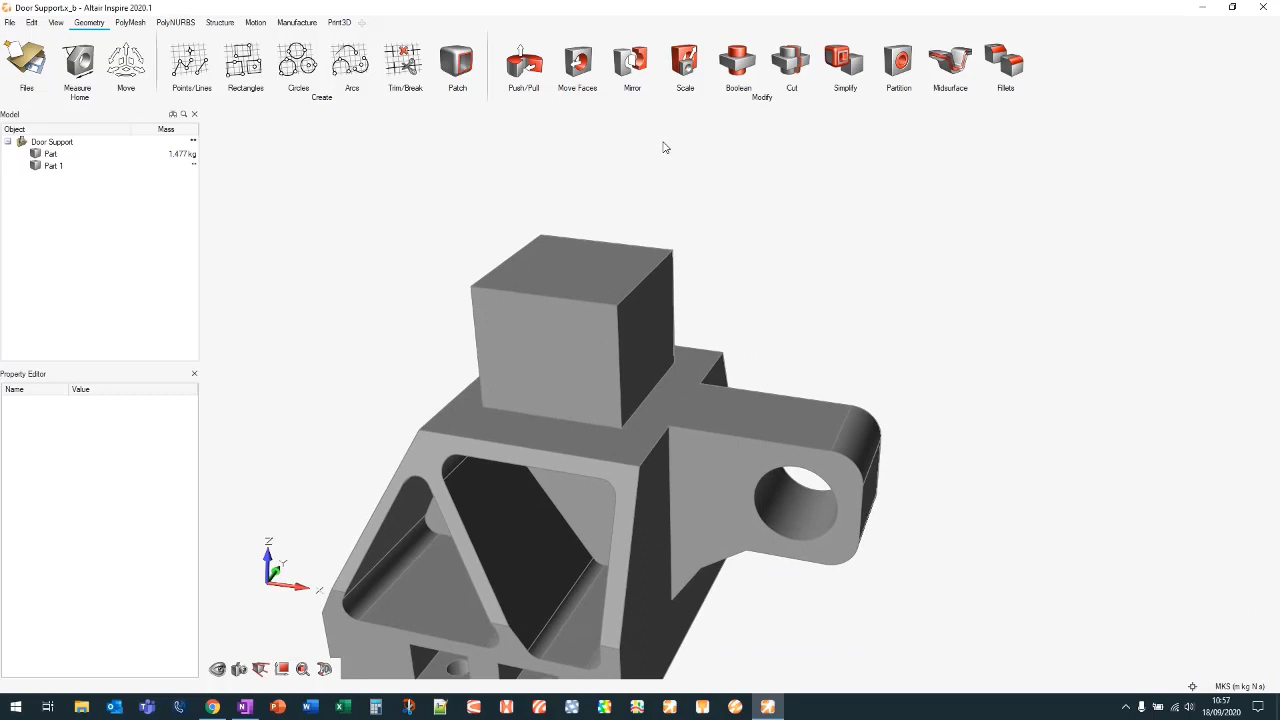 Door Support.x_b - Altair Inspire 2020.1
File Edit View Geometry PolyMesh PolyNURBS Structure Motion Manufacture Print3D
Files Measure Move Points/Lines Rectangles Circles Arcs Trim/Break Patch Push/Pull Move Faces Mirror Scale Boolean Cut Simplify Partition Midsurface Fillets
Home Create Modify
Model
Object Mass
Door Support **
Part 1.477 kg
Part 1 **
Property Editor
Name Value
Z
Y
X
MKS (m kg N s)
10:57
18/09/2020